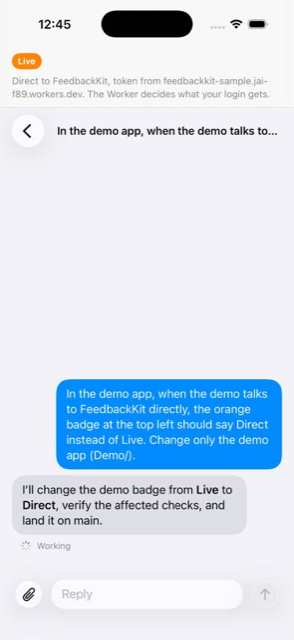 12:45
Live
Direct to FeedbackKit, token from feedbackkit-sample.jai-
f89.workers.dev. The Worker decides what your login gets.
In the demo app, when the demo talks to...
In the demo app, when the demo talks
to FeedbackKit directly, the orange
badge at the top left should say Direct
instead of Live. Change only the demo
app (Demo/).
I'll change the demo badge from Live to
Direct, verify the affected checks, and
land it on main.
Working
Reply